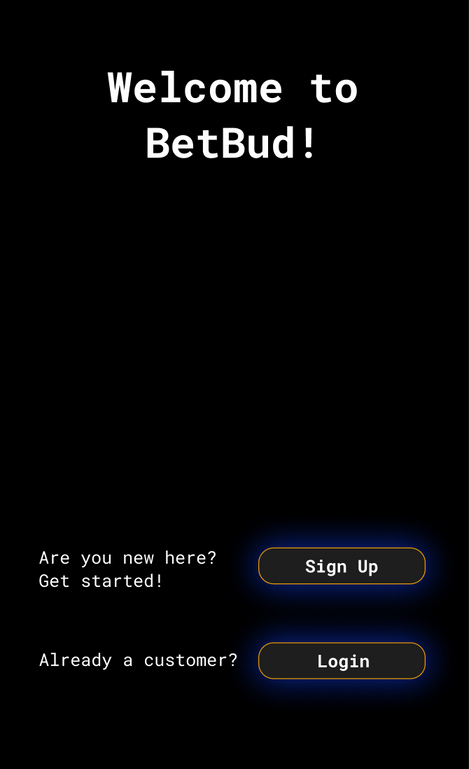 Welcome to
BetBud!
Are you new here?
Get started!
Sign Up
Already a customer?
Login